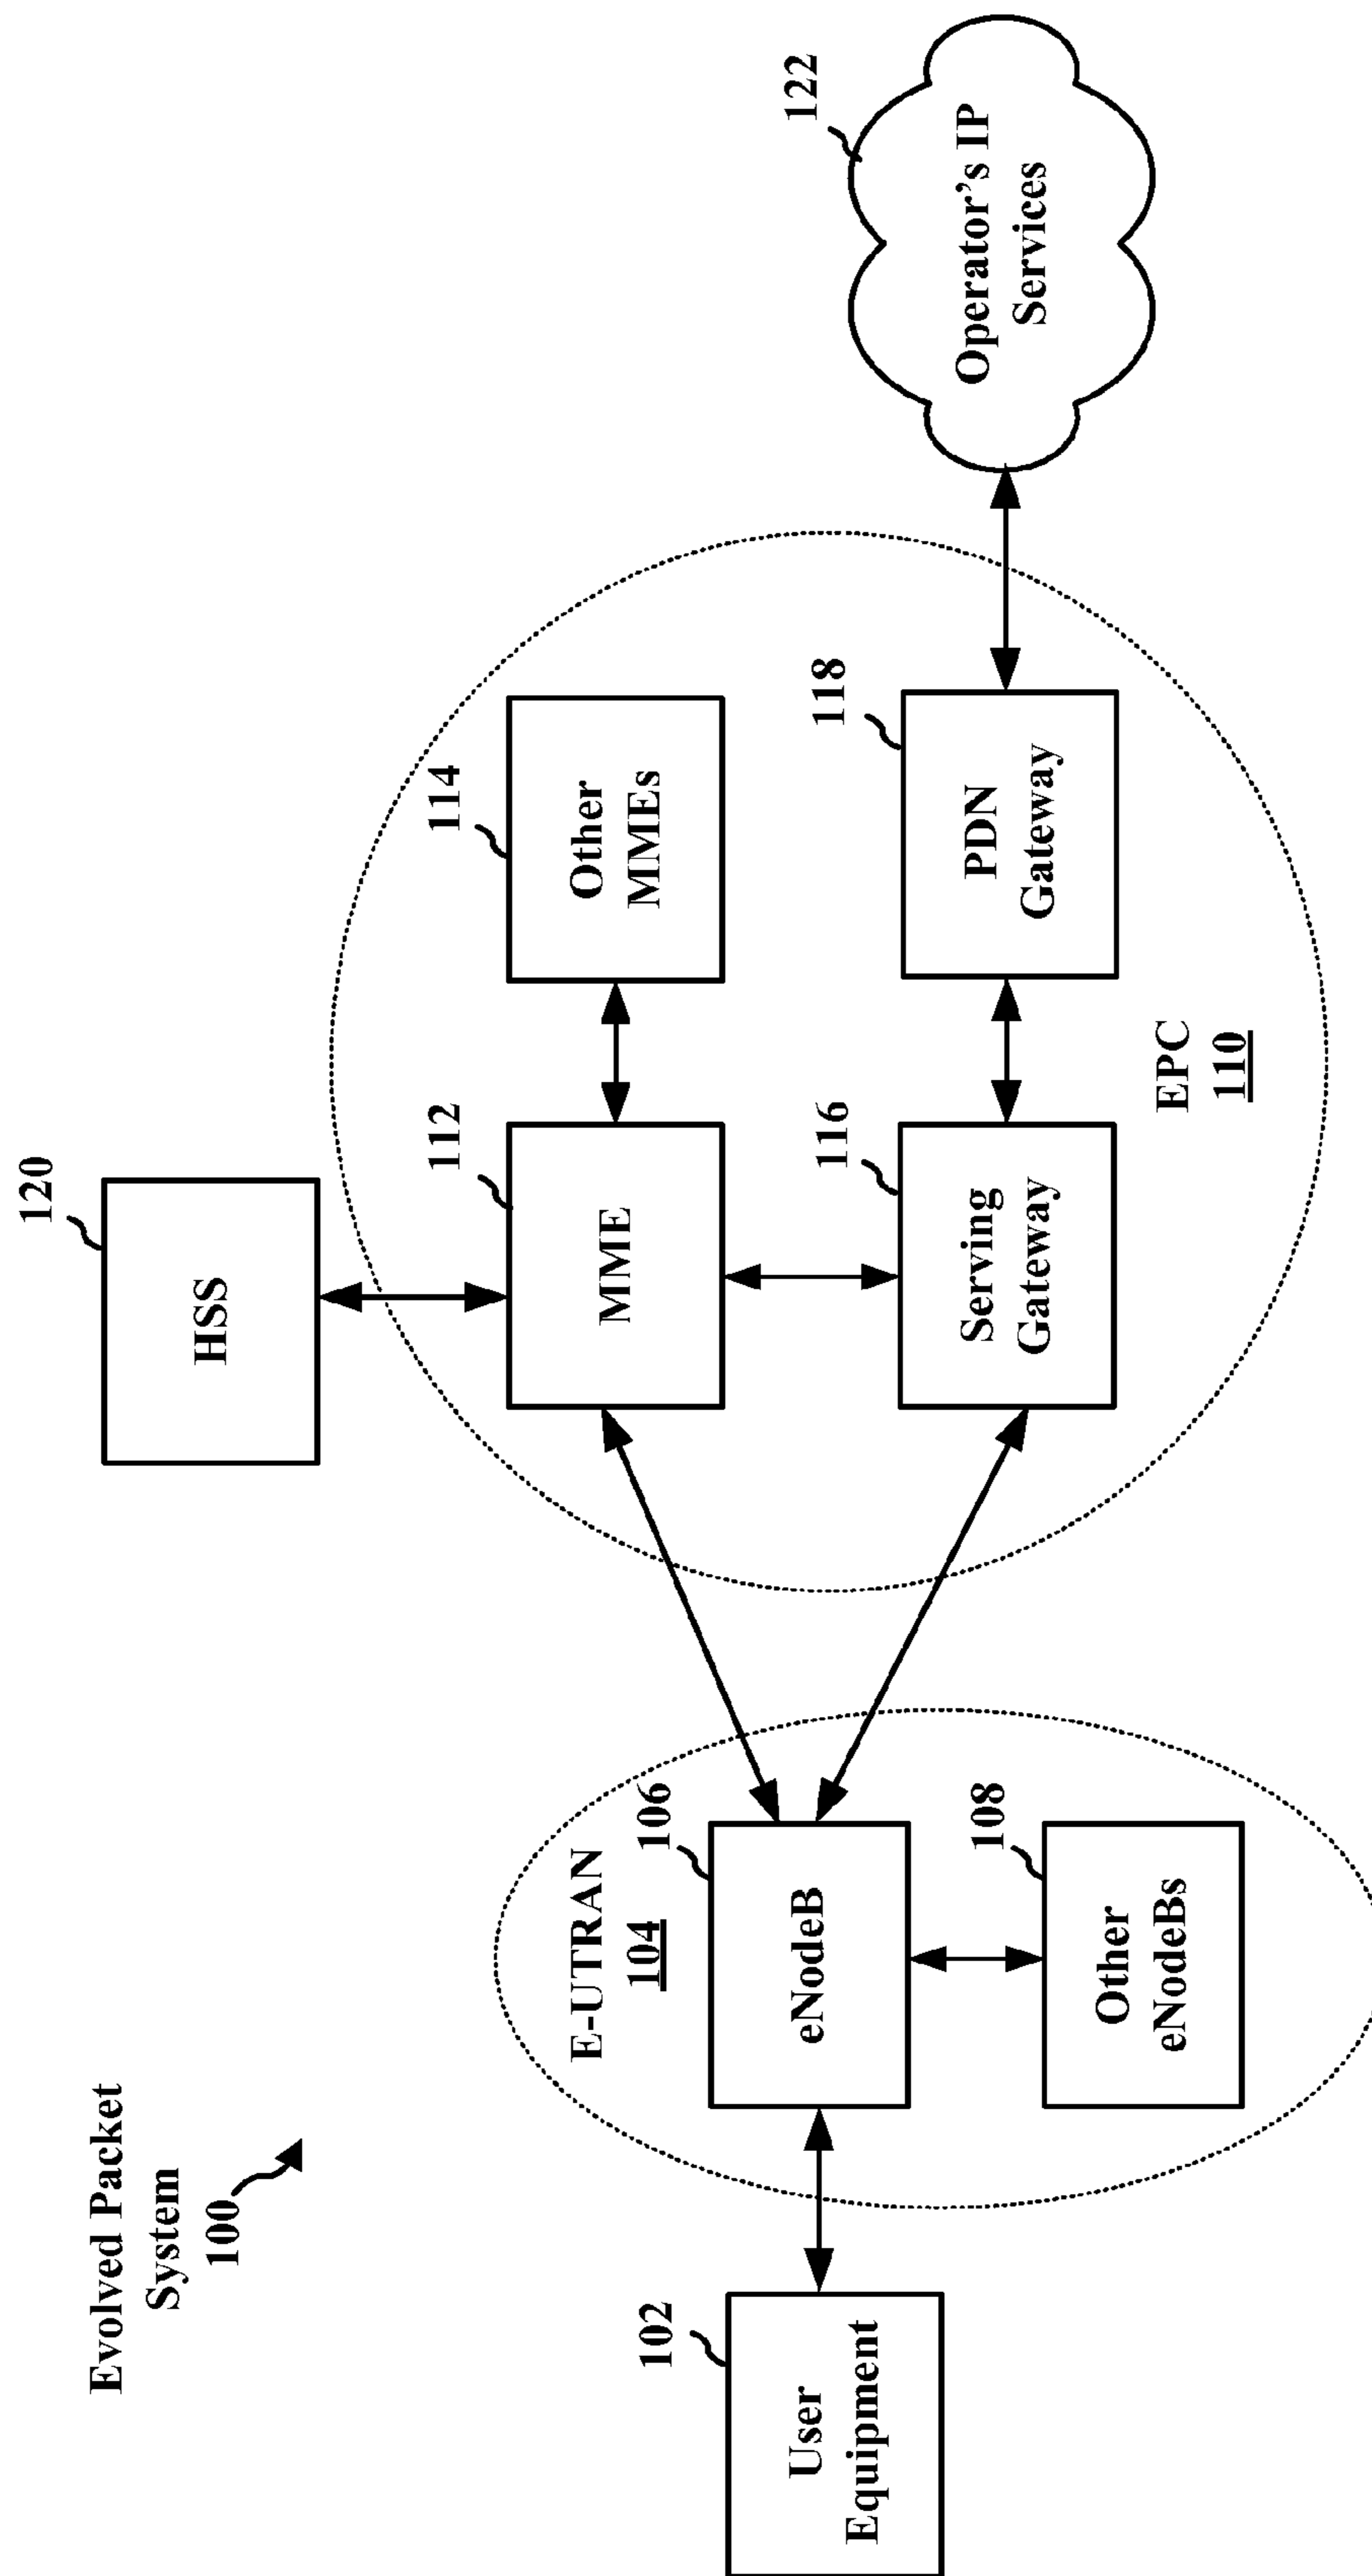 Evolved Packet
System
100
102
User
Equipment
E-UTRAN
104
106
eNodeB
108
Other
eNodeBs
120
HSS
112
MME
114
Other
MMEs
116
Serving
Gateway
118
PDN
Gateway
EPC
110
122
Operator’s IP
Services